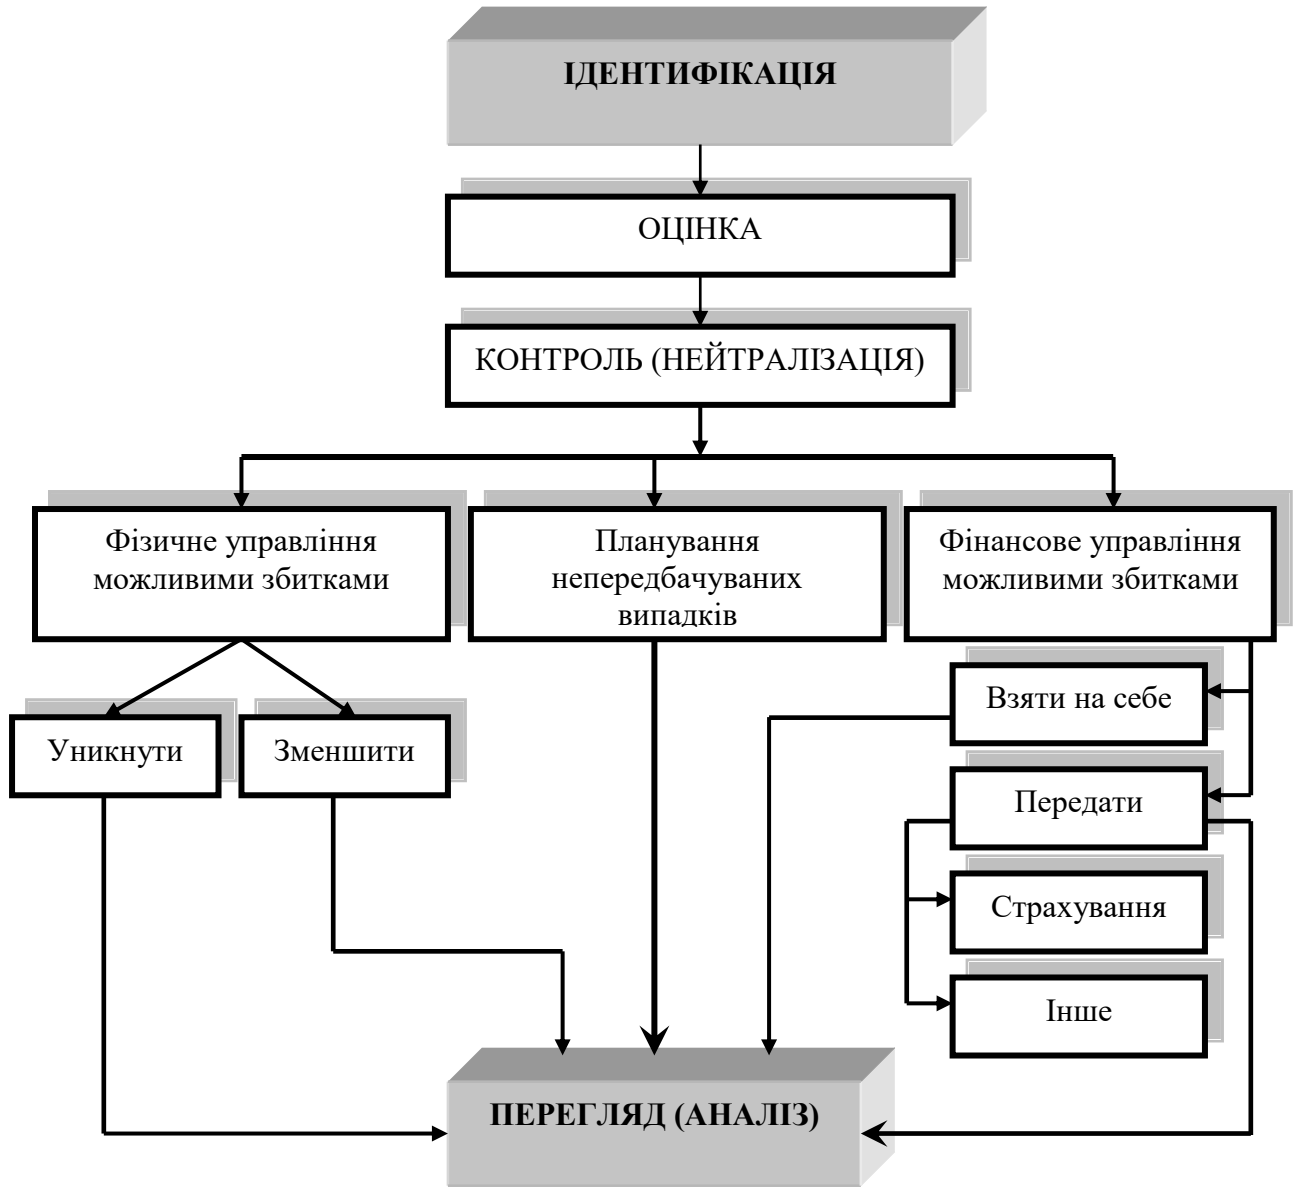 ІДЕНТИФІКАЦІЯ
ОЦІНКА
КОНТРОЛЬ (НЕЙТРАЛІЗАЦІЯ)
Фізичне управління
можливими збитками
Планування
непередбачуваних
випадків
Фінансове управління
можливими збитками
Уникнути
Зменшити
Взяти на себе
Передати
Страхування
Інше
ПЕРЕГЛЯД (АНАЛІЗ)